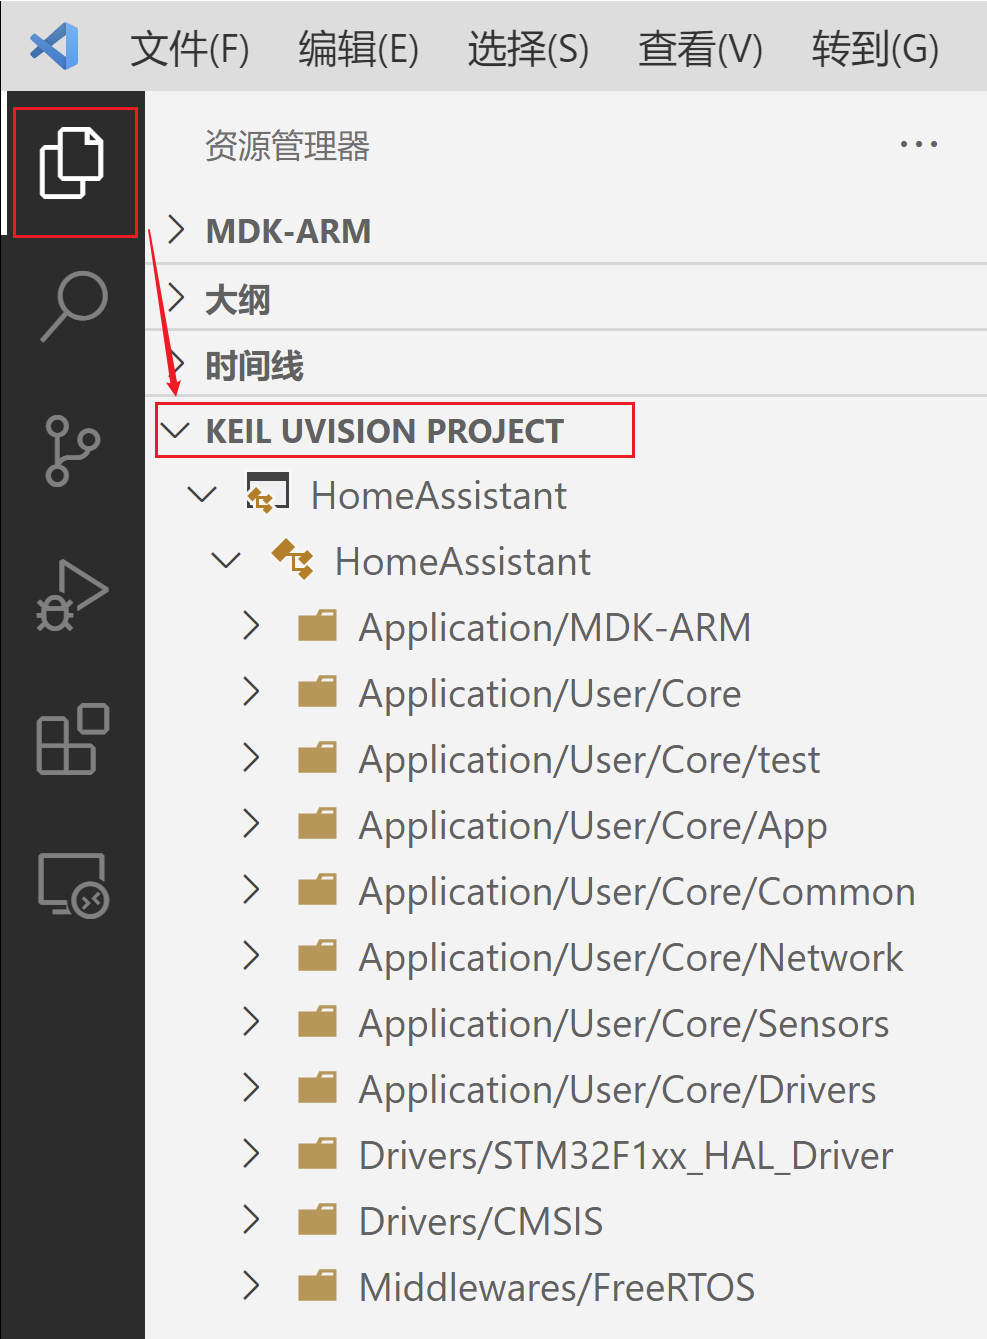 文件(F) 编辑(E) 选择(S) 查看(V) 转到(G)
资源管理器
MDK-ARM
大纲
时间线
KEIL UVISION PROJECT
HomeAssistant
HomeAssistant
Application/MDK-ARM
Application/User/Core
Application/User/Core/test
Application/User/Core/App
Application/User/Core/Common
Application/User/Core/Network
Application/User/Core/Sensors
Application/User/Core/Drivers
Drivers/STM32F1xx_HAL_Driver
Drivers/CMSIS
Middlewares/FreeRTOS